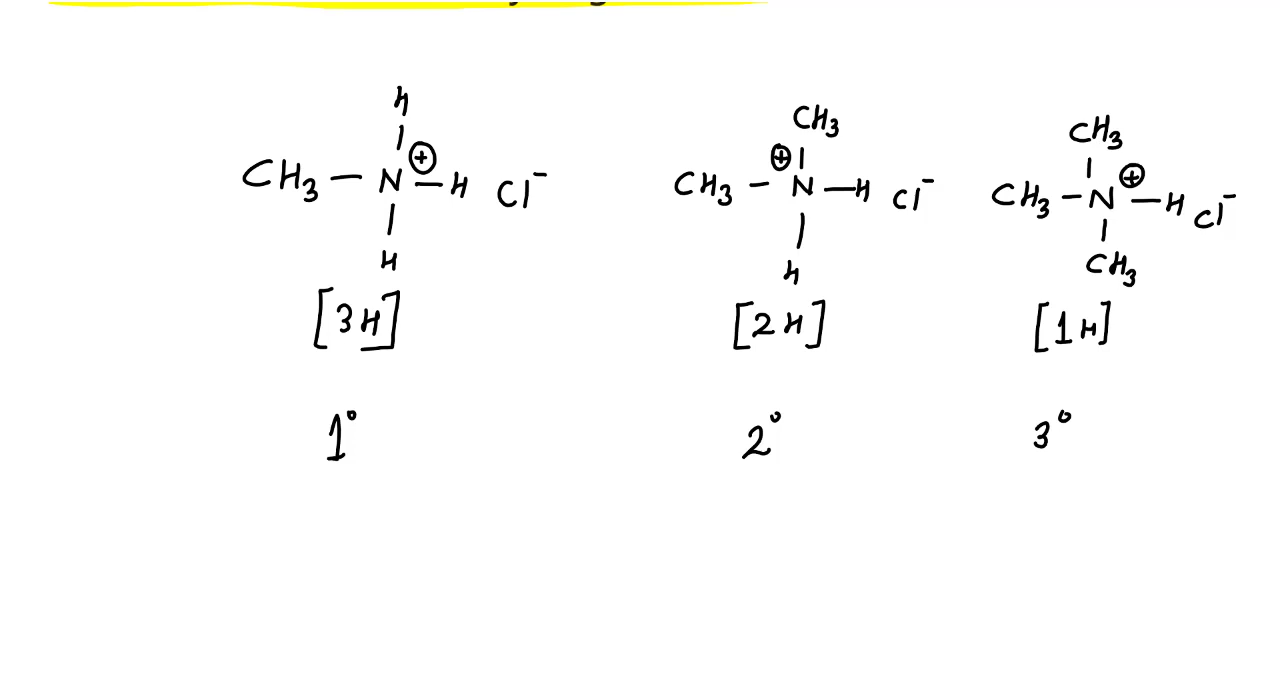 H CH₃ CH₃
CH₃ – N⊕ – H Cl⁻ CH₃ – N⊕ – H Cl⁻ CH₃ – N⊕ – H Cl⁻
H H CH₃
[3H] [2H] [1H]
1° 2° 3°